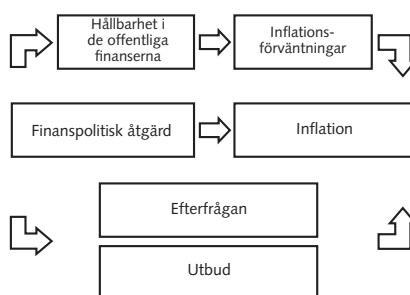 Hållbarhet i
de offentliga
finanserna
Inflations-
förväntningar
Finanspolitisk åtgärd
Inflation
Efterfrågan
Utbud